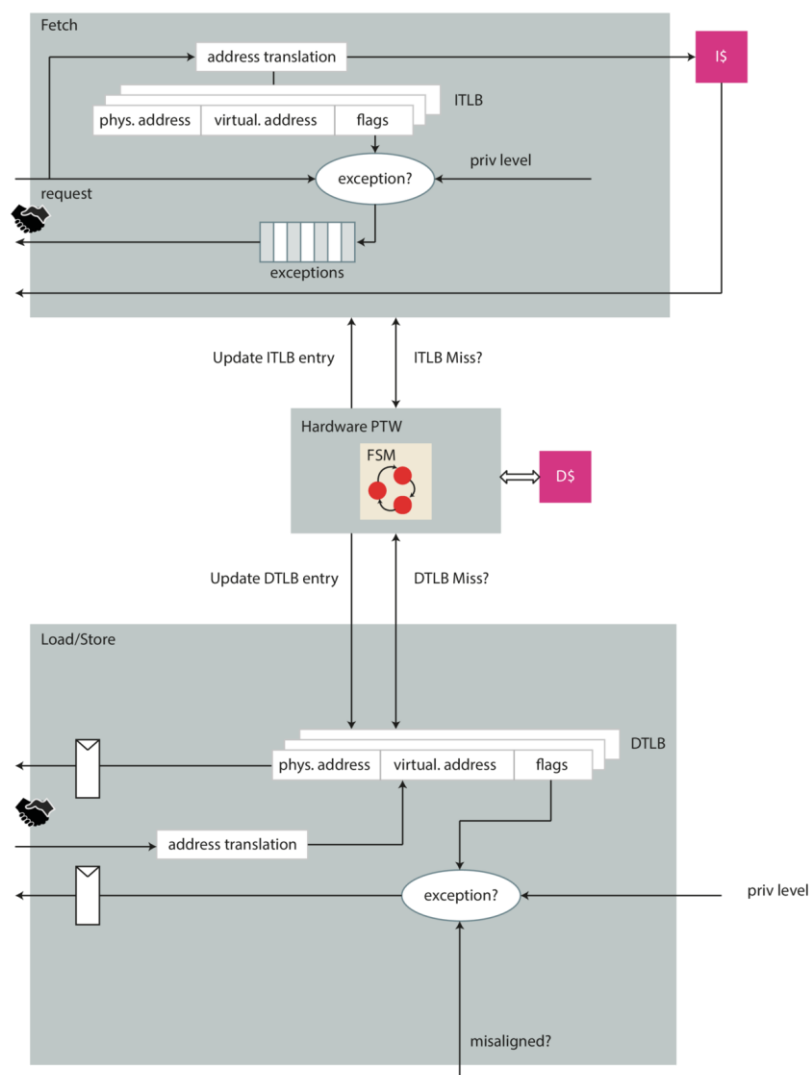 Fetch
address translation
I$
ITLB
phys. address
virtual. address
flags
priv level
exception?
request
exceptions
Update ITLB entry
ITLB Miss?
Hardware PTW
FSM
D$
Update DTLB entry
DTLB Miss?
Load/Store
DTLB
phys. address
virtual. address
flags
address translation
exception?
priv level
misaligned?